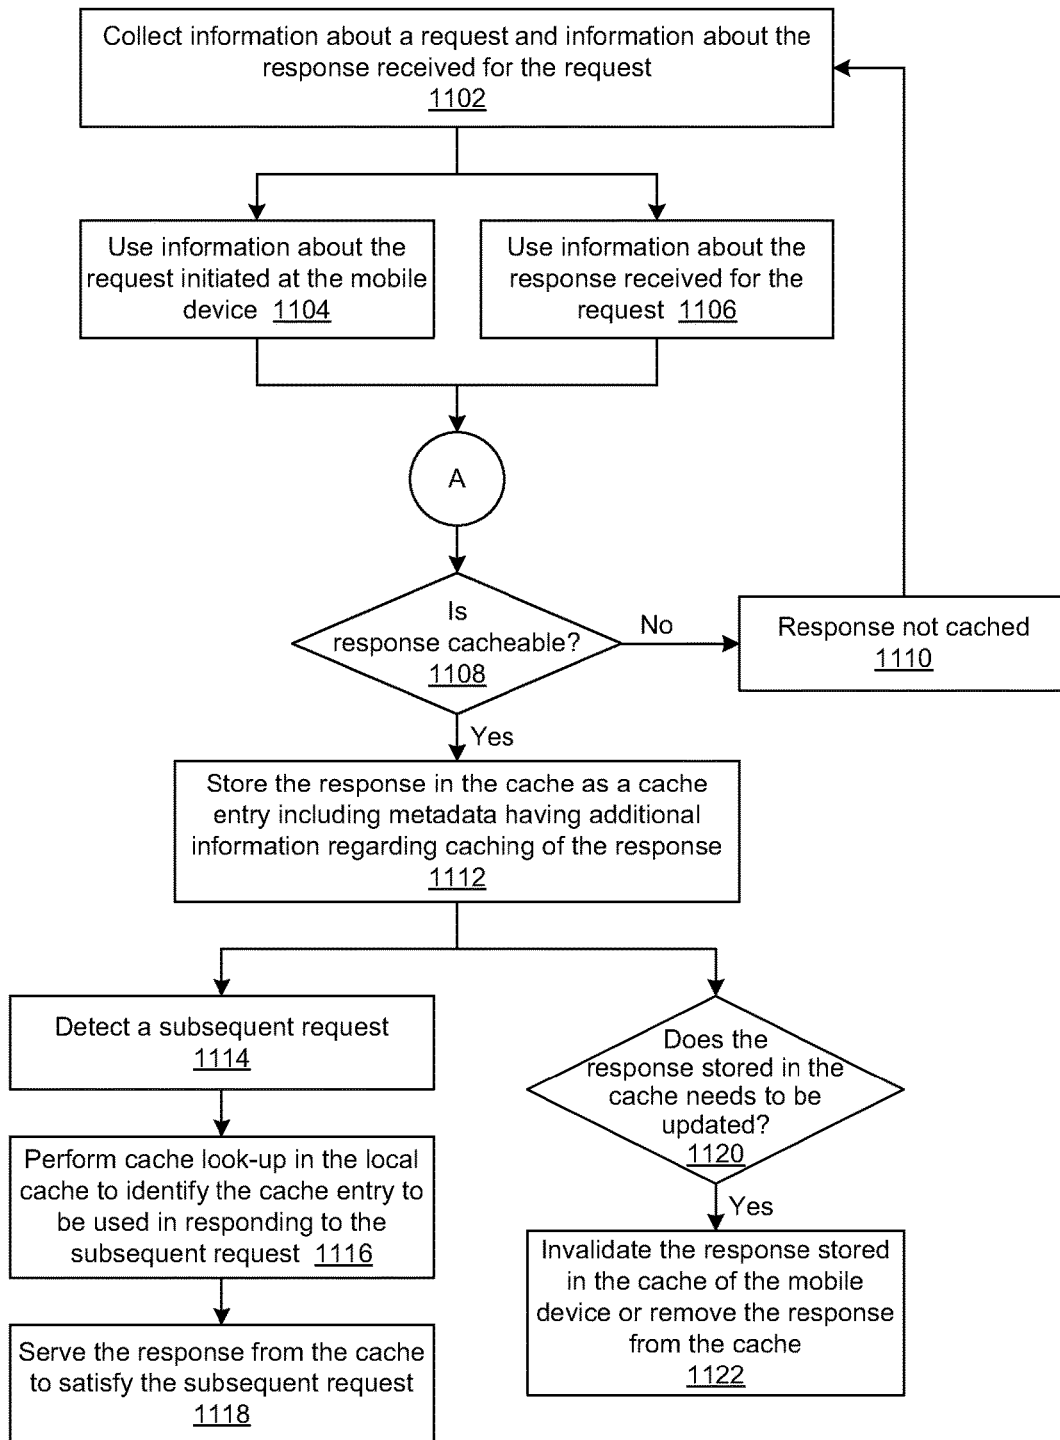 Collect information about a request and information about the
response received for the request
1102
Use information about the
request initiated at the mobile
device 1104
Use information about the
response received for the
request 1106
A
Is
response cacheable?
1108
No
Response not cached
1110
Yes
Store the response in the cache as a cache
entry including metadata having additional
information regarding caching of the response
1112
Detect a subsequent request
1114
Perform cache look-up in the local
cache to identify the cache entry to
be used in responding to the
subsequent request 1116
Serve the response from the cache
to satisfy the subsequent request
1118
Does the
response stored in the
cache needs to be
updated?
1120
Yes
Invalidate the response stored
in the cache of the mobile
device or remove the response
from the cache
1122